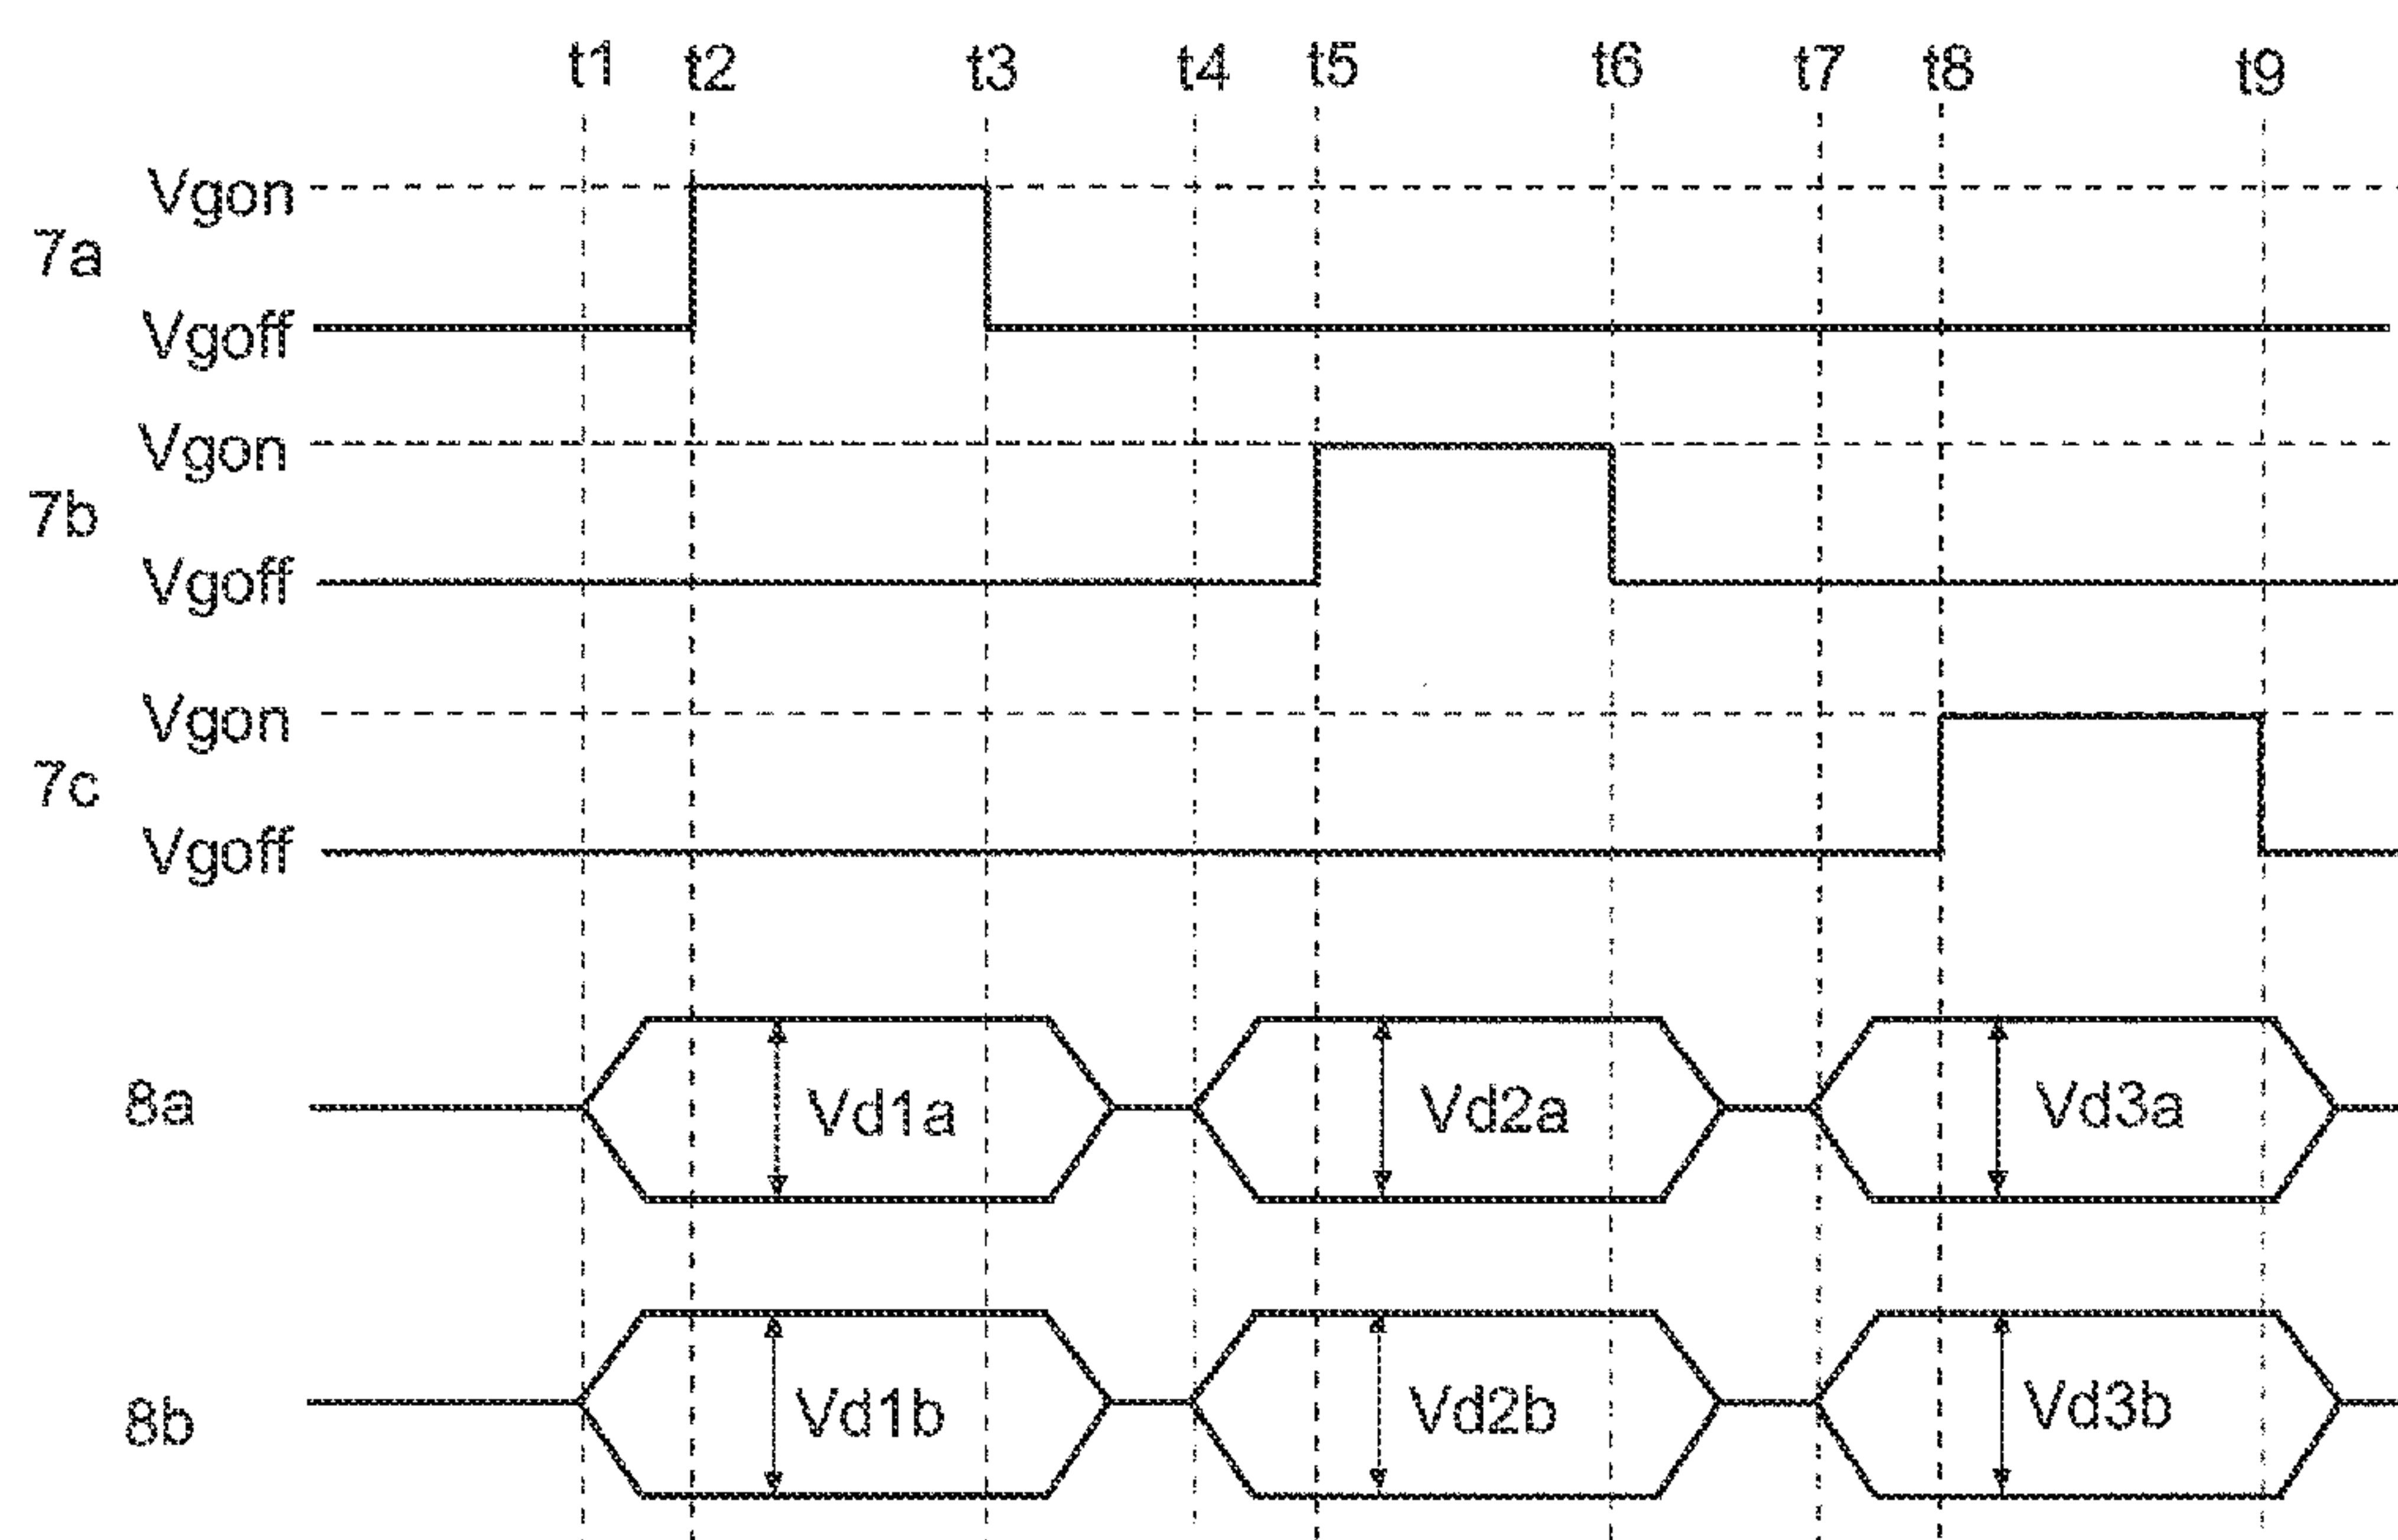 t1 t2 t3 t4 t5 t6 t7 t8 t9
Vgon
7a
Vgoff
Vgon
7b
Vgoff
Vgon
7c
Vgoff
8a Vd1a Vd2a Vd3a
8b Vd1b Vd2b Vd3b